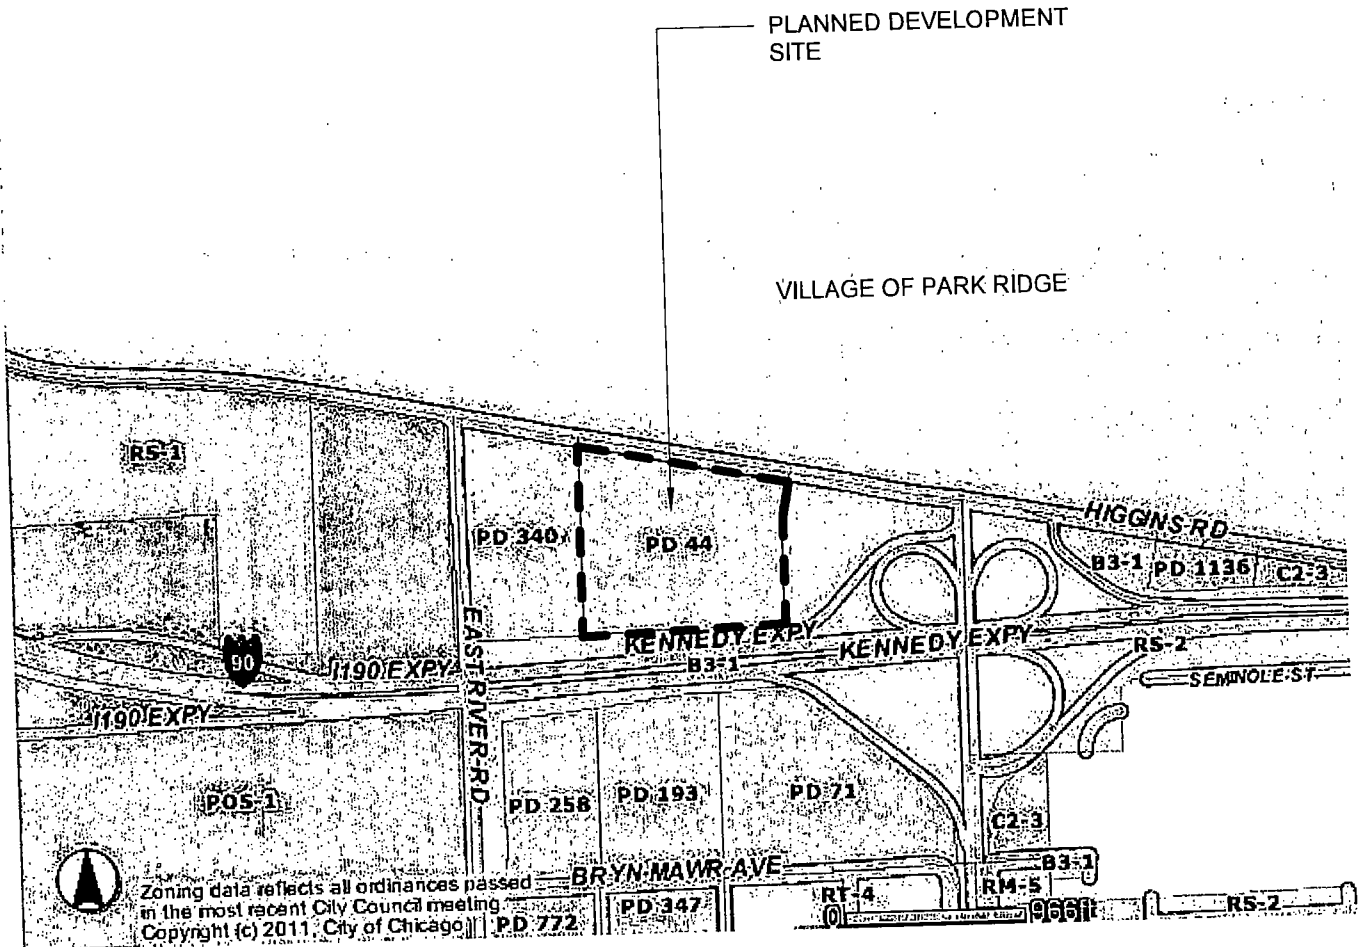 PLANNED DEVELOPMENT
SITE
VILLAGE OF PARK RIDGE
RS-1
HIGGINS RD
PD 340
PD 44
B3-1
PD 1136
C2-3
EAST RIVER RD
KENNEDY EXPY
KENNEDY EXPY
B3-1
RS-2
90
I190 EXPY
SEMINOLE ST
I190 EXPY
POS-1
PD 258
PD 193
PD 71
C2-3
BRYN MAWR AVE
B3-1
Zoning data reflects all ordinances passed
in the most recent City Council meeting.
Copyright (c) 2011, City of Chicago
PD 772
PD 347
RT-4
RM-5
RS-2
0
966ft